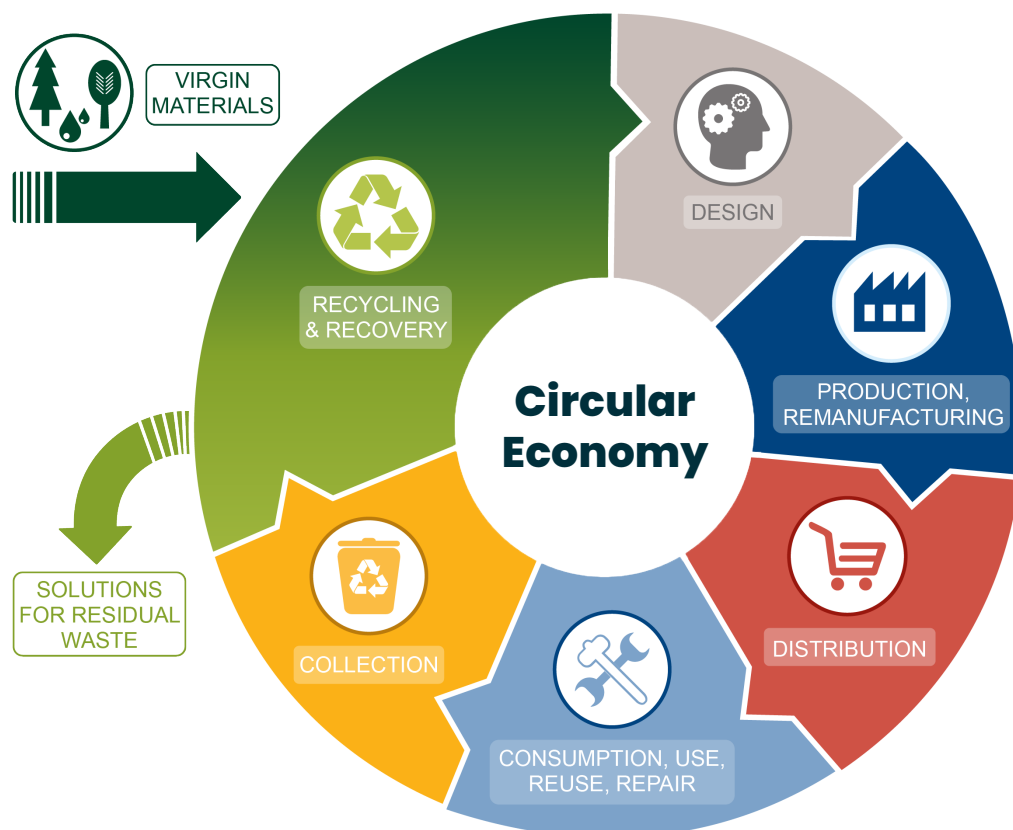 VIRGIN
MATERIALS
DESIGN
RECYCLING
& RECOVERY
PRODUCTION,
REMANUFACTURING
Circular
Economy
SOLUTIONS
FOR RESIDUAL
WASTE
COLLECTION
DISTRIBUTION
CONSUMPTION, USE,
REUSE, REPAIR